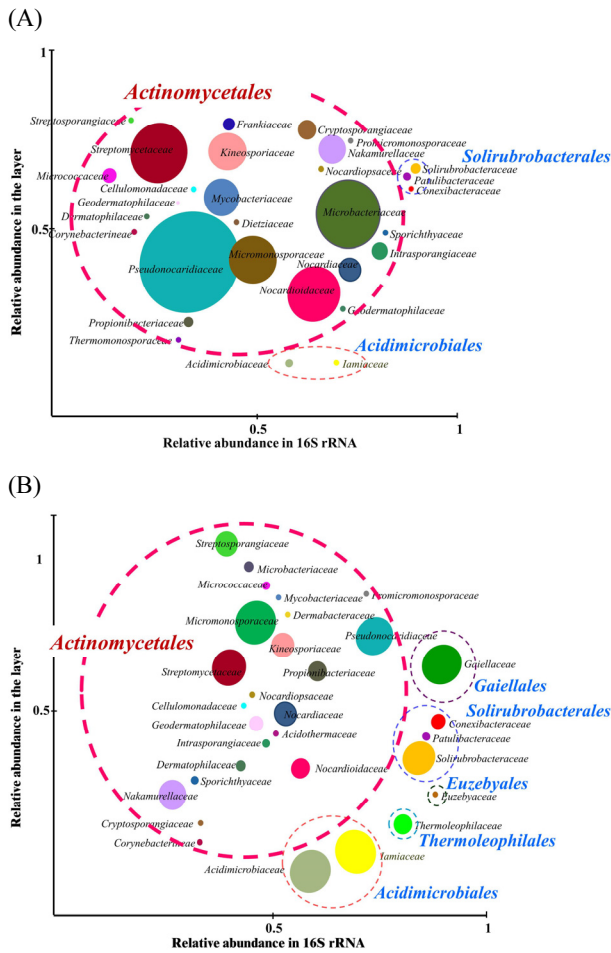 (A)
1
Actinomycetales
Streptosporangiaceae
Frankiaceae
Cryptosporangiaceae
Promicromonosporaceae
Streptomycetaceae
Kineosporiaceae
Nakamurellaceae
Solirubrobacterales
Micrococcaceae
Nocardiopsaceae
Solirubrobacteraceae
Patulibacteraceae
Cellulomonadaceae
Conexibacteraceae
Mycobacteriaceae
Geodermatophilaceae
Microbacteriaceae
Dermatophilaceae
Dietziaceae
0.5
Corynebacterineae
Sporichthyaceae
Intrasporangiaceae
Micromonosporaceae
Nocardiaceae
Pseudonocaridiaceae
Nocardioidaceae
Geodermatophilaceae
Propionibacteriaceae
Thermomonosporaceae
Acidimicrobiales
Acidimicrobiaceae
Iamiaceae
0.5
1
Relative abundance in 16S rRNA
Relative abundance in the layer
(B)
1
Streptosporangiaceae
Microbacteriaceae
Micrococcaceae
Mycobacteriaceae
Promicromonosporaceae
Dermabacteraceae
Micromonosporaceae
Pseudonocaridiaceae
Actinomycetales
Kineosporiaceae
Gaiellaceae
Streptomycetaceae
Propionibacteriaceae
Gaiellales
Nocardiopsaceae
Cellulomonadaceae
Solirubrobacterales
0.5
Nocardiaceae
Geodermatophilaceae
Conexibacteraceae
Acidothermaceae
Patulibacteraceae
Intrasporangiaceae
Solirubrobacteraceae
Dermatophilaceae
Nocardioidaceae
Sporichthyaceae
Euzebyales
Nakamurellaceae
Euzebyaceae
Cryptosporangiaceae
Thermoleophilaceae
Thermoleophilales
Corynebacterineae
Iamiaceae
Acidimicrobiaceae
Acidimicrobiales
0.5
1
Relative abundance in 16S rRNA
Relative abundance in the layer